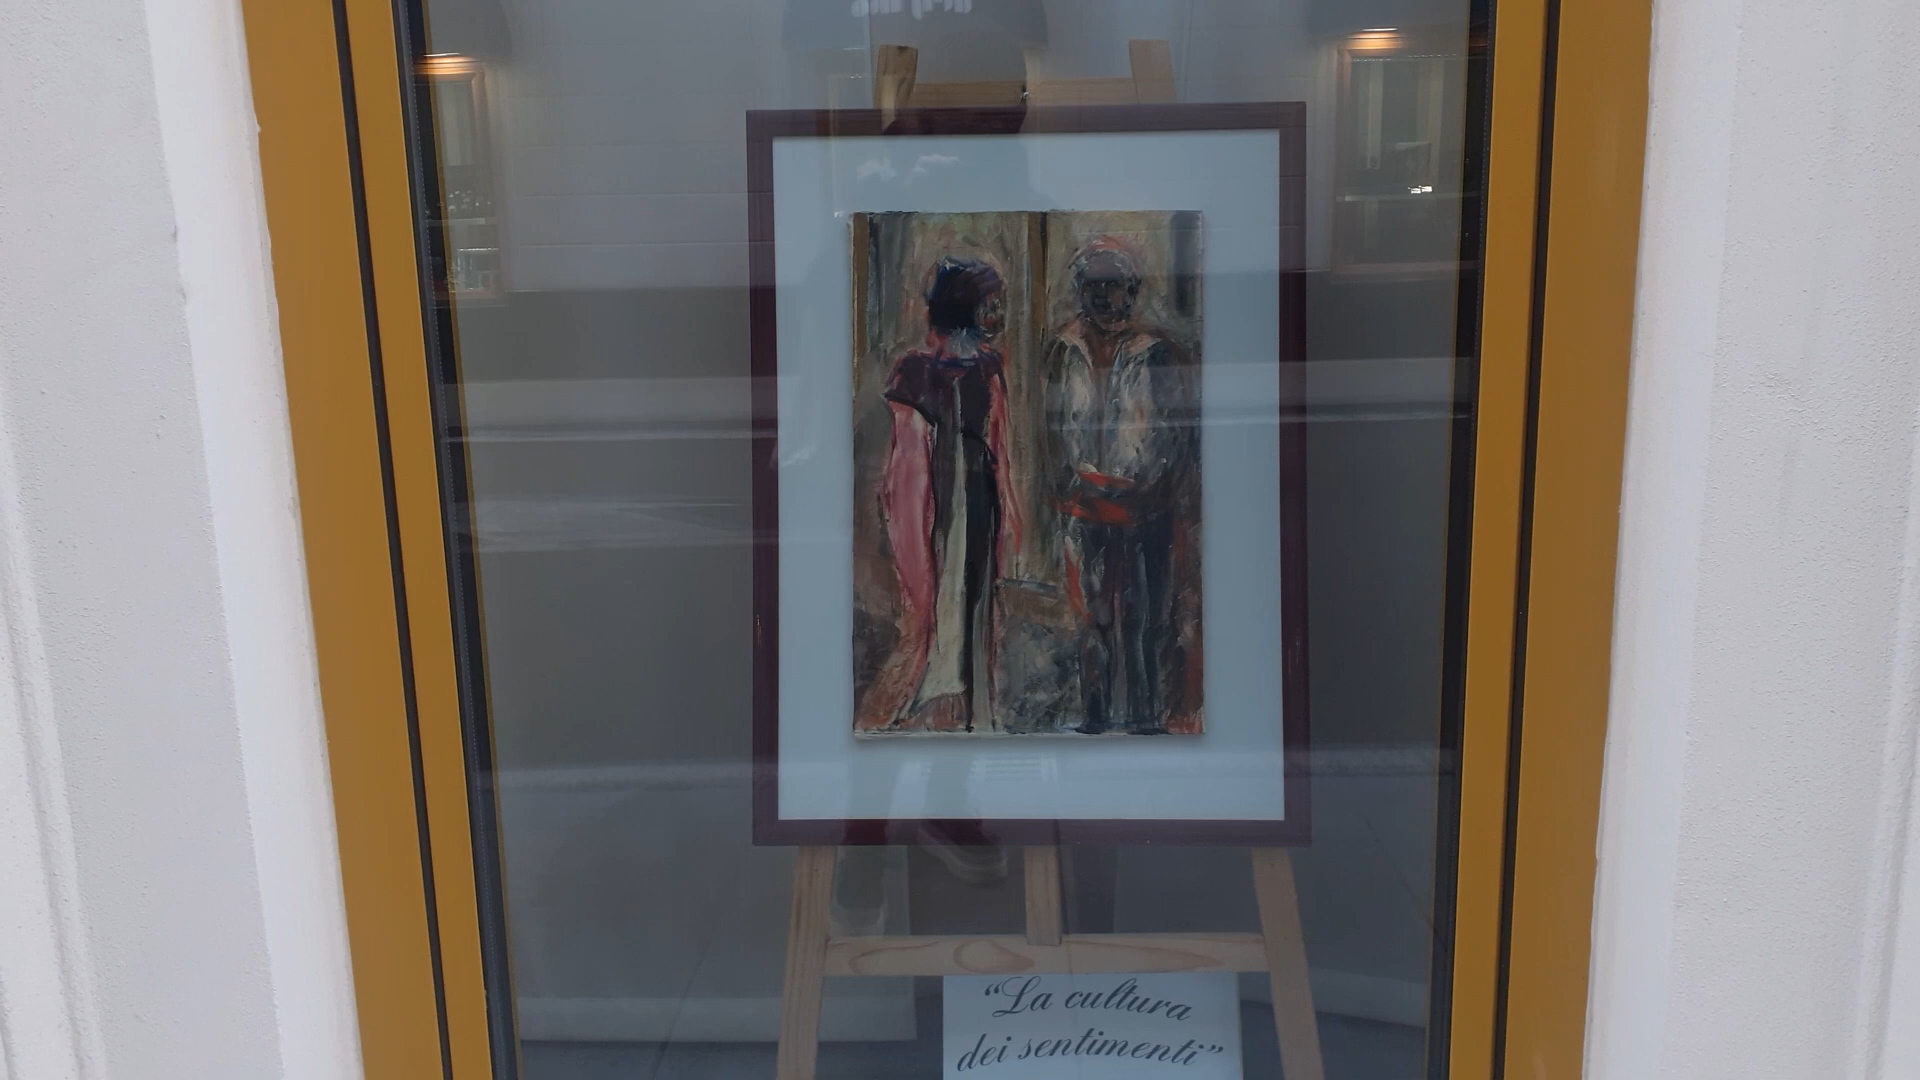 “La cultura
dei sentimenti”